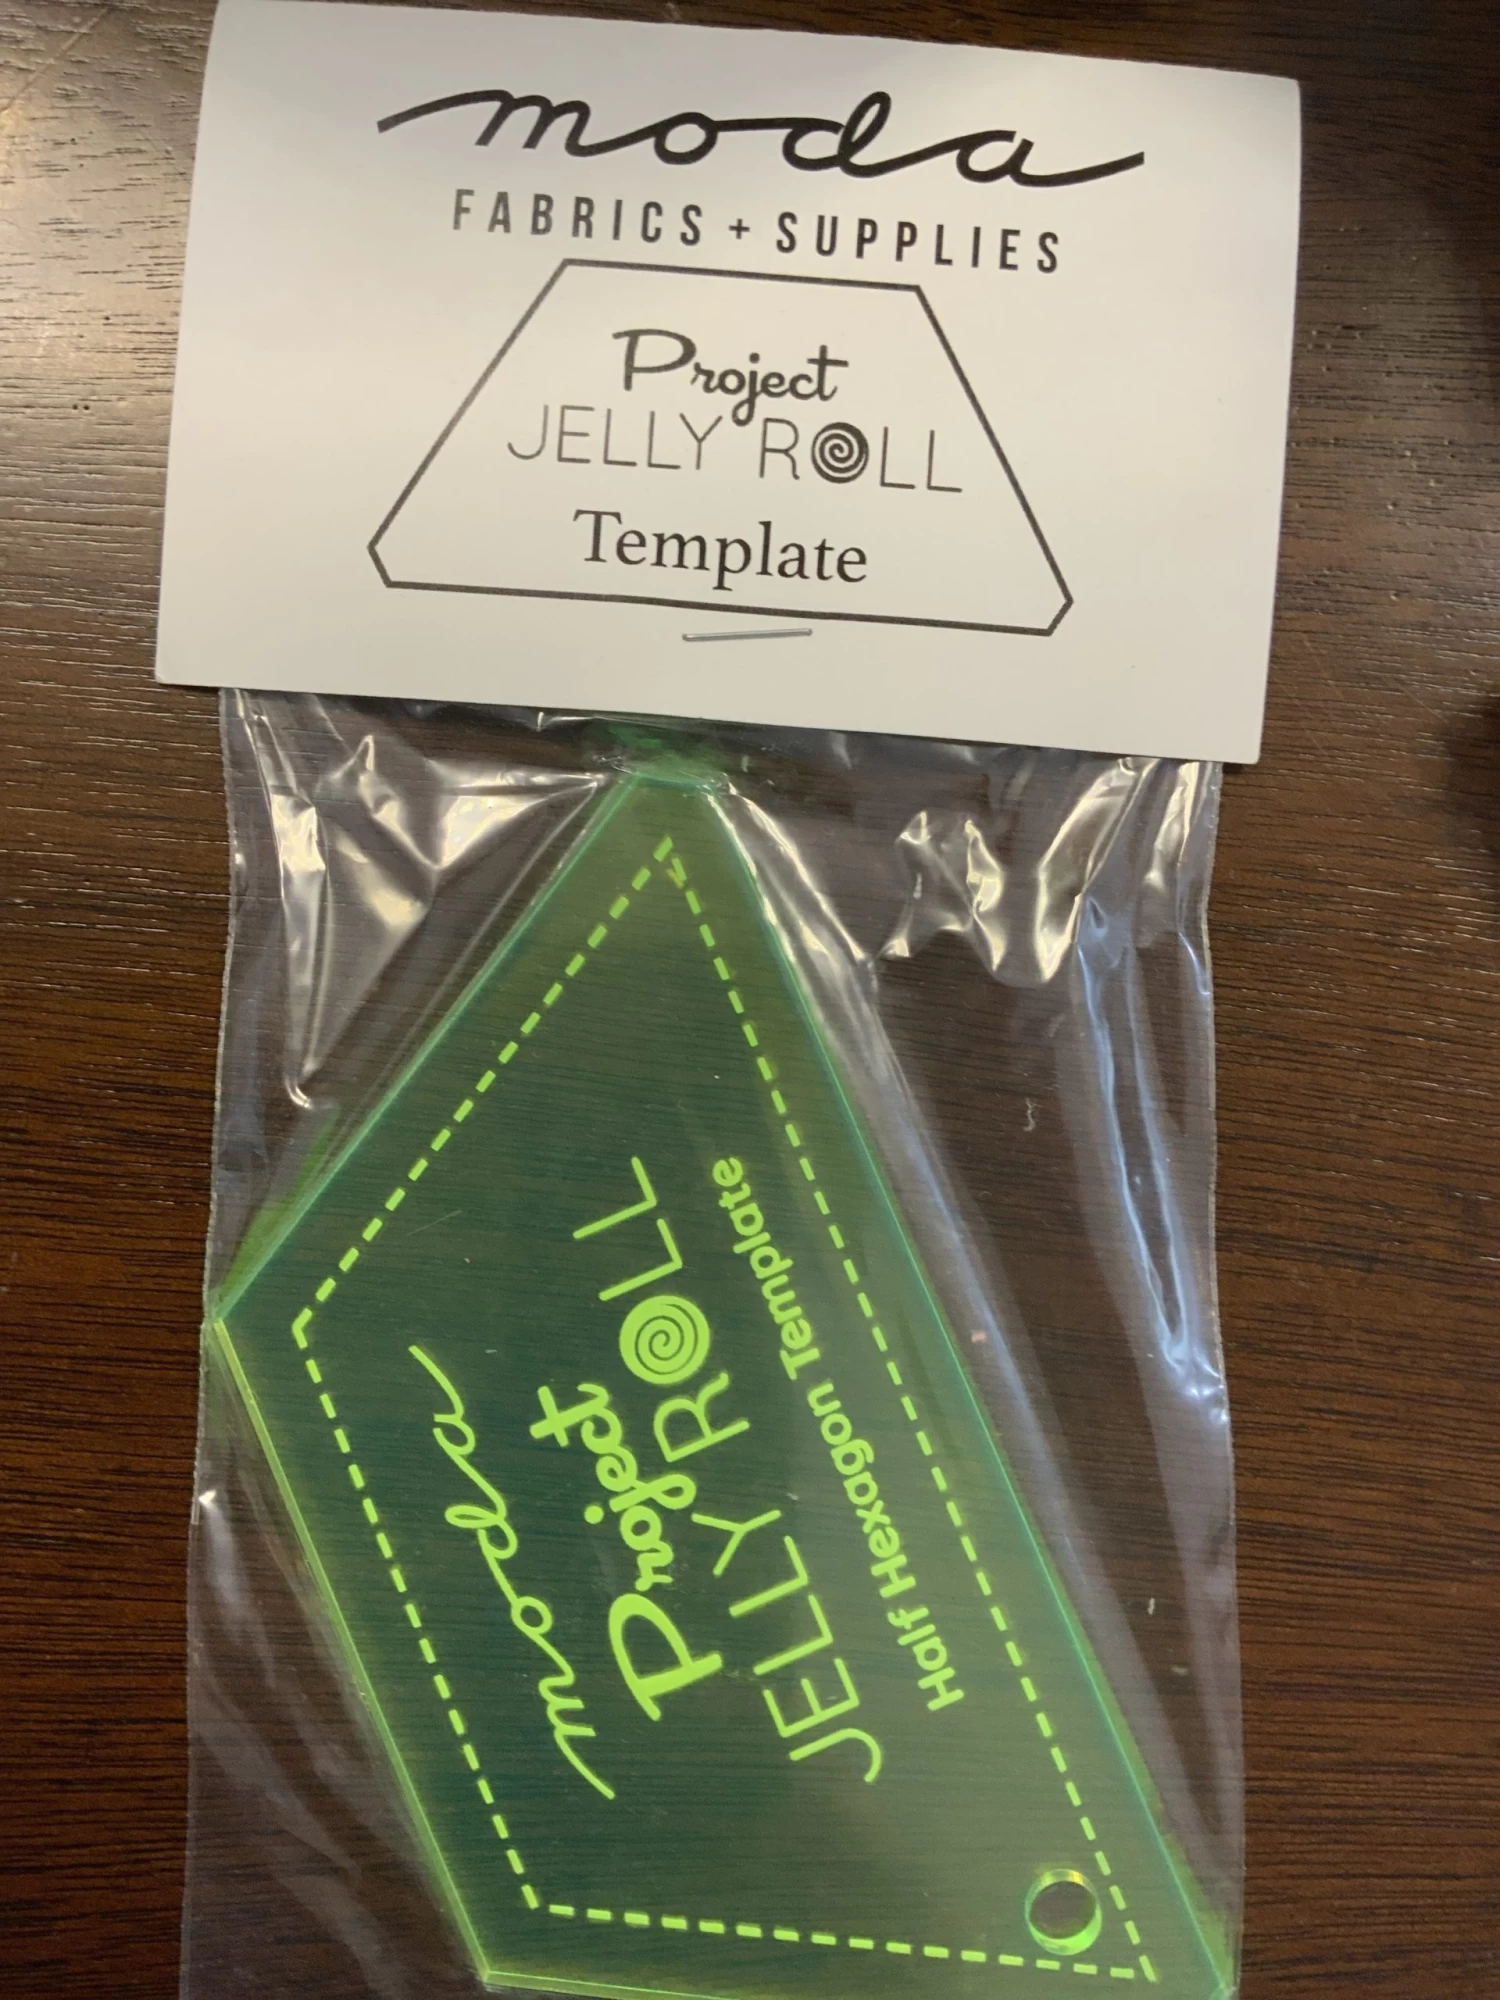 moda
FABRICS + SUPPLIES
Project
JELLY ROLL
Template
moda
Project
JELLY ROLL
Half Hexagon Template